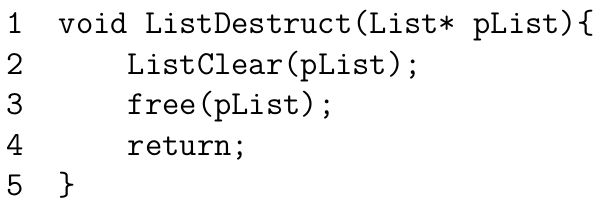 1 void ListDestruct(List* pList){
2     ListClear(pList);
3     free(pList);
4     return;
5 }